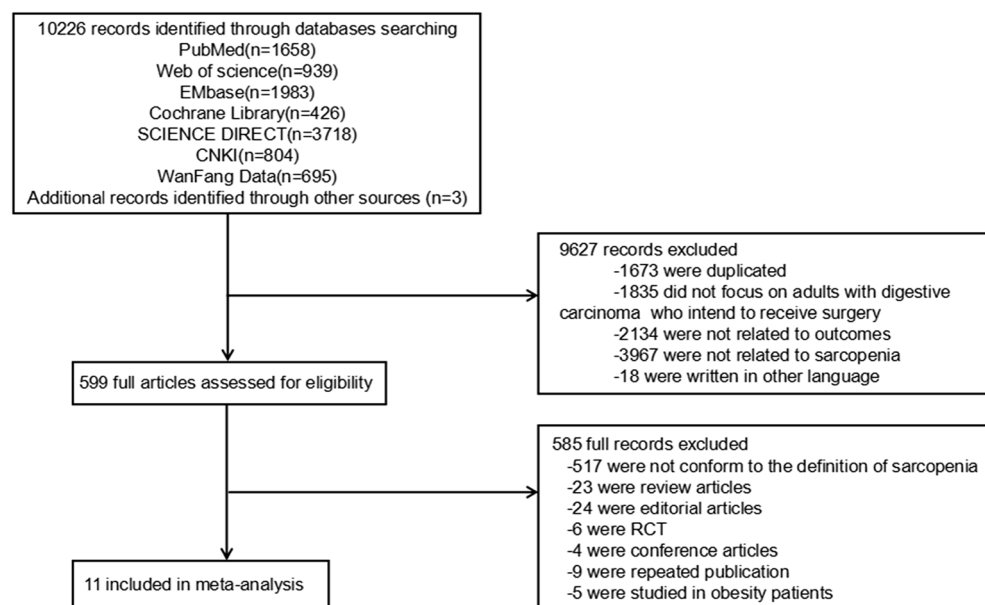 10226 records identified through databases searching
PubMed(n=1658)
Web of science(n=939)
EMbase(n=1983)
Cochrane Library(n=426)
SCIENCE DIRECT(n=3718)
CNKI(n=804)
WanFang Data(n=695)
Additional records identified through other sources (n=3)
9627 records excluded
-1673 were duplicated
-1835 did not focus on adults with digestive
carcinoma who intend to receive surgery
-2134 were not related to outcomes
-3967 were not related to sarcopenia
-18 were written in other language
599 full articles assessed for eligibility
585 full records excluded
-517 were not conform to the definition of sarcopenia
-23 were review articles
-24 were editorial articles
-6 were RCT
-4 were conference articles
-9 were repeated publication
-5 were studied in obesity patients
11 included in meta-analysis